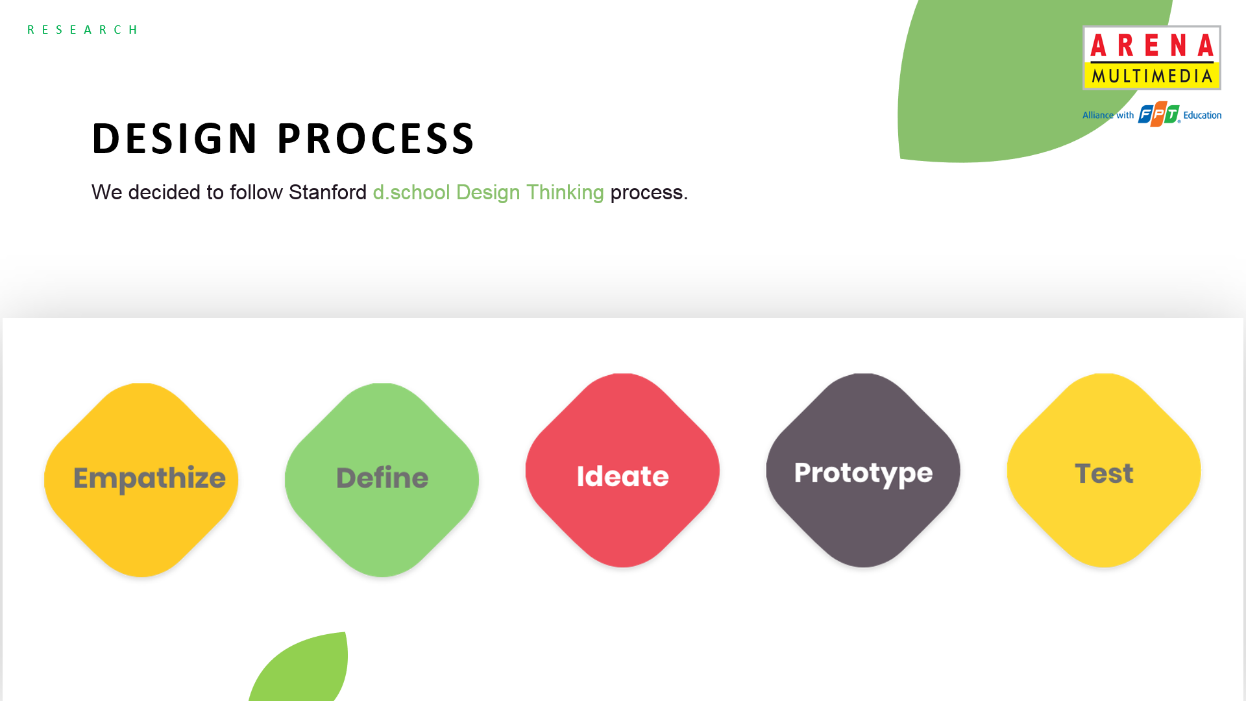 RESEARCH
ARENA
MULTIMEDIA
Alliance with FPT Education
DESIGN PROCESS
We decided to follow Stanford d.school Design Thinking process.
Empathize
Define
Ideate
Prototype
Test